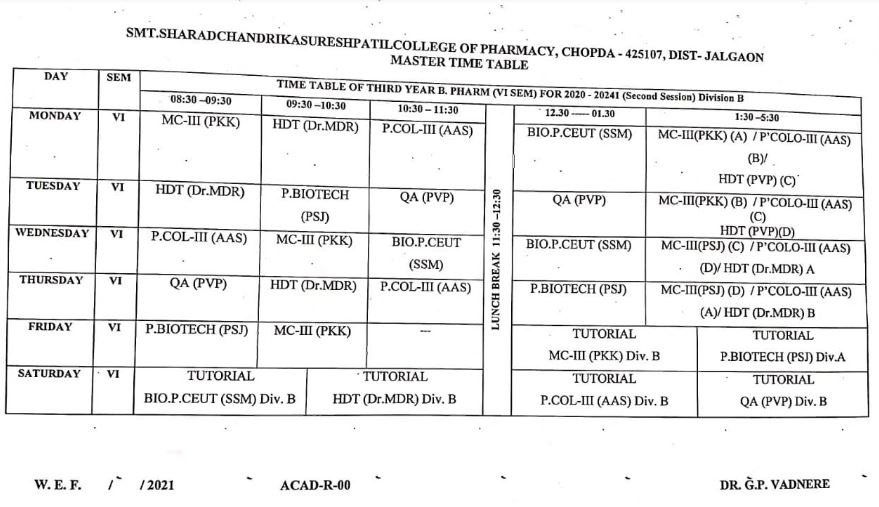 SMT.SHARADCHANDRIKASURESHPATILCOLLEGE OF PHARMACY, CHOPDA - 425107, DIST- JALGAON
MASTER TIME TABLE
DAY SEM TIME TABLE OF THIRD YEAR B. PHARM (VI SEM) FOR 2020 - 20241 (Second Session) Division B
08:30 –09:30 09:30 –10:30 10:30 – 11:30 12.30 —– 01.30 1:30 –5:30
MONDAY VI MC-III (PKK) HDT (Dr.MDR) P.COL-III (AAS) BIO.P.CEUT (SSM) MC-III(PKK) (A) / P'COLO-III (AAS)
(B)/
HDT (PVP) (C)
TUESDAY VI HDT (Dr.MDR) P.BIOTECH QA (PVP) QA (PVP) MC-III(PKK) (B) / P'COLO-III (AAS)
(PSJ) (C)
HDT (PVP)(D)
LUNCH BREAK 11:30 –12:30
WEDNESDAY VI P.COL-III (AAS) MC-III (PKK) BIO.P.CEUT BIO.P.CEUT (SSM) MC-III(PSJ) (C) / P'COLO-III (AAS)
(SSM) (D)/ HDT (Dr.MDR) A
THURSDAY VI QA (PVP) HDT (Dr.MDR) P.COL-III (AAS) P.BIOTECH (PSJ) MC-III(PSJ) (D) / P'COLO-III (AAS)
(A)/ HDT (Dr.MDR) B
FRIDAY VI P.BIOTECH (PSJ) MC-III (PKK) --- TUTORIAL TUTORIAL
MC-III (PKK) Div. B P.BIOTECH (PSJ) Div.A
SATURDAY VI TUTORIAL TUTORIAL TUTORIAL TUTORIAL
BIO.P.CEUT (SSM) Div. B HDT (Dr.MDR) Div. B P.COL-III (AAS) Div. B QA (PVP) Div. B
W. E. F. / / 2021 ACAD-R-00 DR. G.P. VADNERE